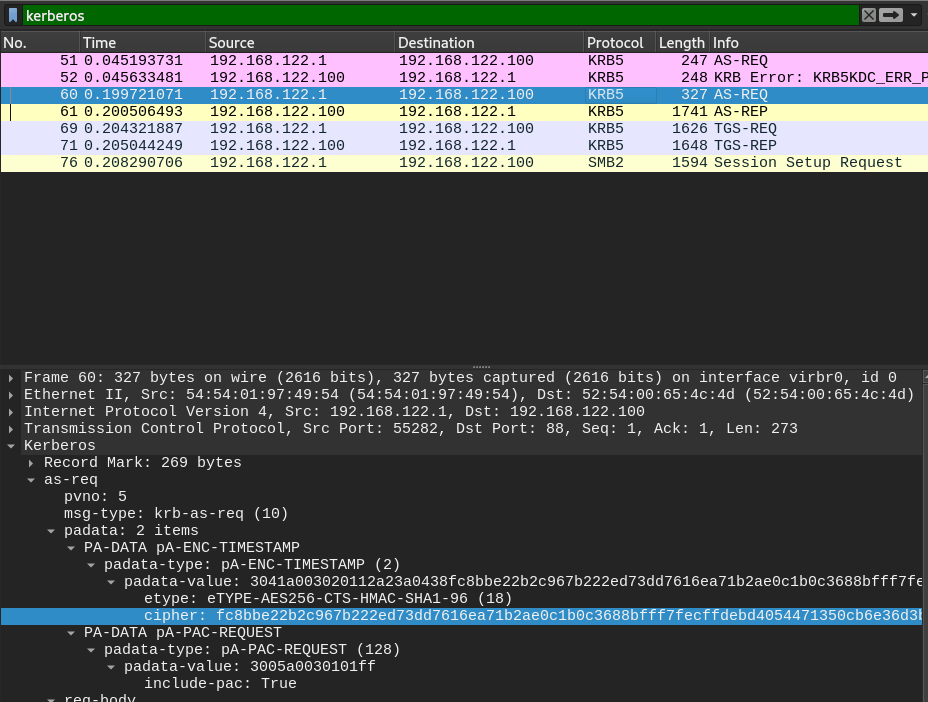 kerberos
No. Time Source Destination Protocol Length Info
51 0.045193731 192.168.122.1 192.168.122.100 KRB5 247 AS-REQ
52 0.045633481 192.168.122.100 192.168.122.1 KRB5 248 KRB Error: KRB5KDC_ERR_P
60 0.199721071 192.168.122.1 192.168.122.100 KRB5 327 AS-REQ
61 0.200506493 192.168.122.100 192.168.122.1 KRB5 1741 AS-REP
69 0.204321887 192.168.122.1 192.168.122.100 KRB5 1626 TGS-REQ
71 0.205044249 192.168.122.100 192.168.122.1 KRB5 1648 TGS-REP
76 0.208290706 192.168.122.1 192.168.122.100 SMB2 1594 Session Setup Request
Frame 60: 327 bytes on wire (2616 bits), 327 bytes captured (2616 bits) on interface virbr0, id 0
Ethernet II, Src: 54:54:01:97:49:54 (54:54:01:97:49:54), Dst: 52:54:00:65:4c:4d (52:54:00:65:4c:4d)
Internet Protocol Version 4, Src: 192.168.122.1, Dst: 192.168.122.100
Transmission Control Protocol, Src Port: 55282, Dst Port: 88, Seq: 1, Ack: 1, Len: 273
Kerberos
Record Mark: 269 bytes
as-req
pvno: 5
msg-type: krb-as-req (10)
padata: 2 items
PA-DATA pA-ENC-TIMESTAMP
padata-type: pA-ENC-TIMESTAMP (2)
padata-value: 3041a003020112a23a0438fc8bbe22b2c967b222ed73dd7616ea71b2ae0c1b0c3688bfff7fe
etype: eTYPE-AES256-CTS-HMAC-SHA1-96 (18)
cipher: fc8bbe22b2c967b222ed73dd7616ea71b2ae0c1b0c3688bfff7fecffdebd4054471350cb6e36d3b
PA-DATA pA-PAC-REQUEST
padata-type: pA-PAC-REQUEST (128)
padata-value: 3005a0030101ff
include-pac: True
req-body